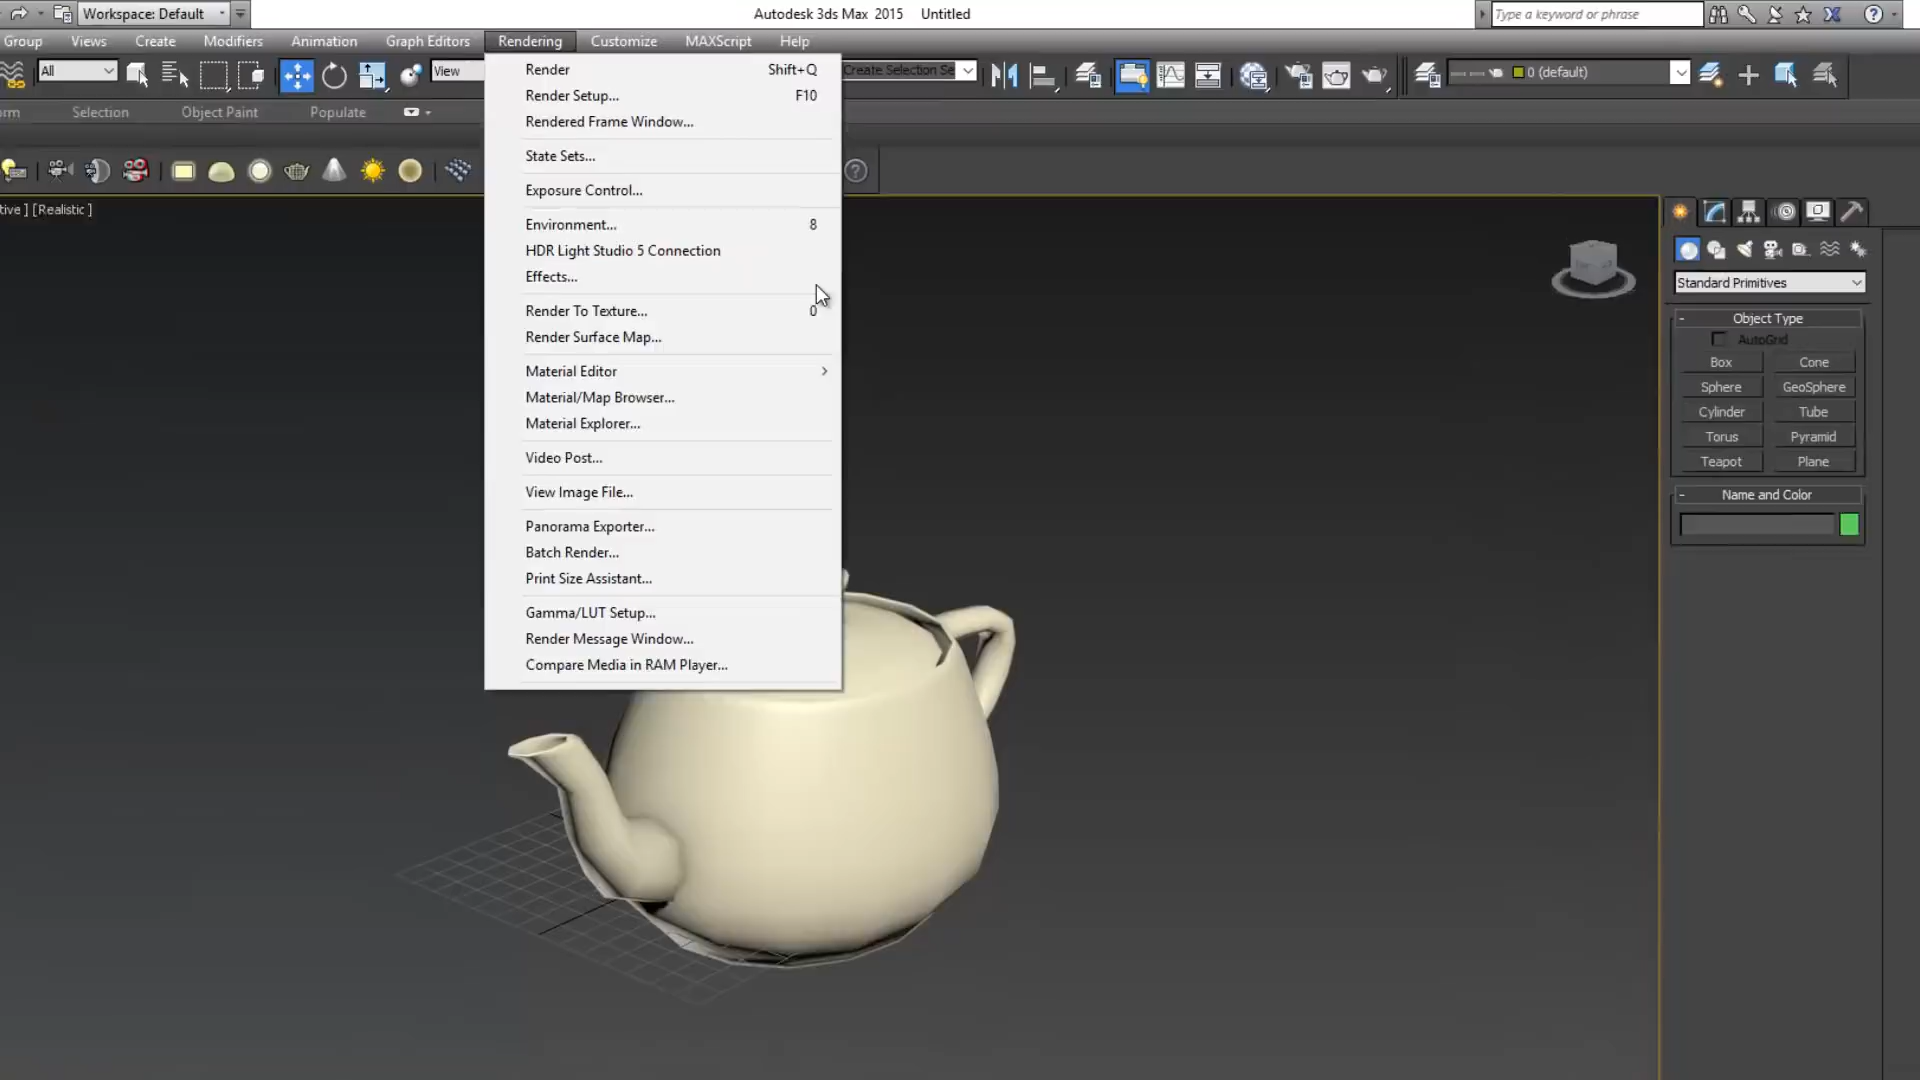 Workspace: Default
Autodesk 3ds Max 2015 Untitled
Type a keyword or phrase
Group Views Create Modifiers Animation Graph Editors Rendering Customize MAXScript Help
All
View
Create Selection Se
0 (default)
rm Selection Object Paint Populate
tive ] [Realistic ]
Render Shift+Q
Render Setup... F10
Rendered Frame Window...
State Sets...
Exposure Control...
Environment... 8
HDR Light Studio 5 Connection
Effects...
Render To Texture... 0
Render Surface Map...
Material Editor
Material/Map Browser...
Material Explorer...
Video Post...
View Image File...
Panorama Exporter...
Batch Render...
Print Size Assistant...
Gamma/LUT Setup...
Render Message Window...
Compare Media in RAM Player...
Standard Primitives
- Object Type
AutoGrid
Box Cone
Sphere GeoSphere
Cylinder Tube
Torus Pyramid
Teapot Plane
- Name and Color